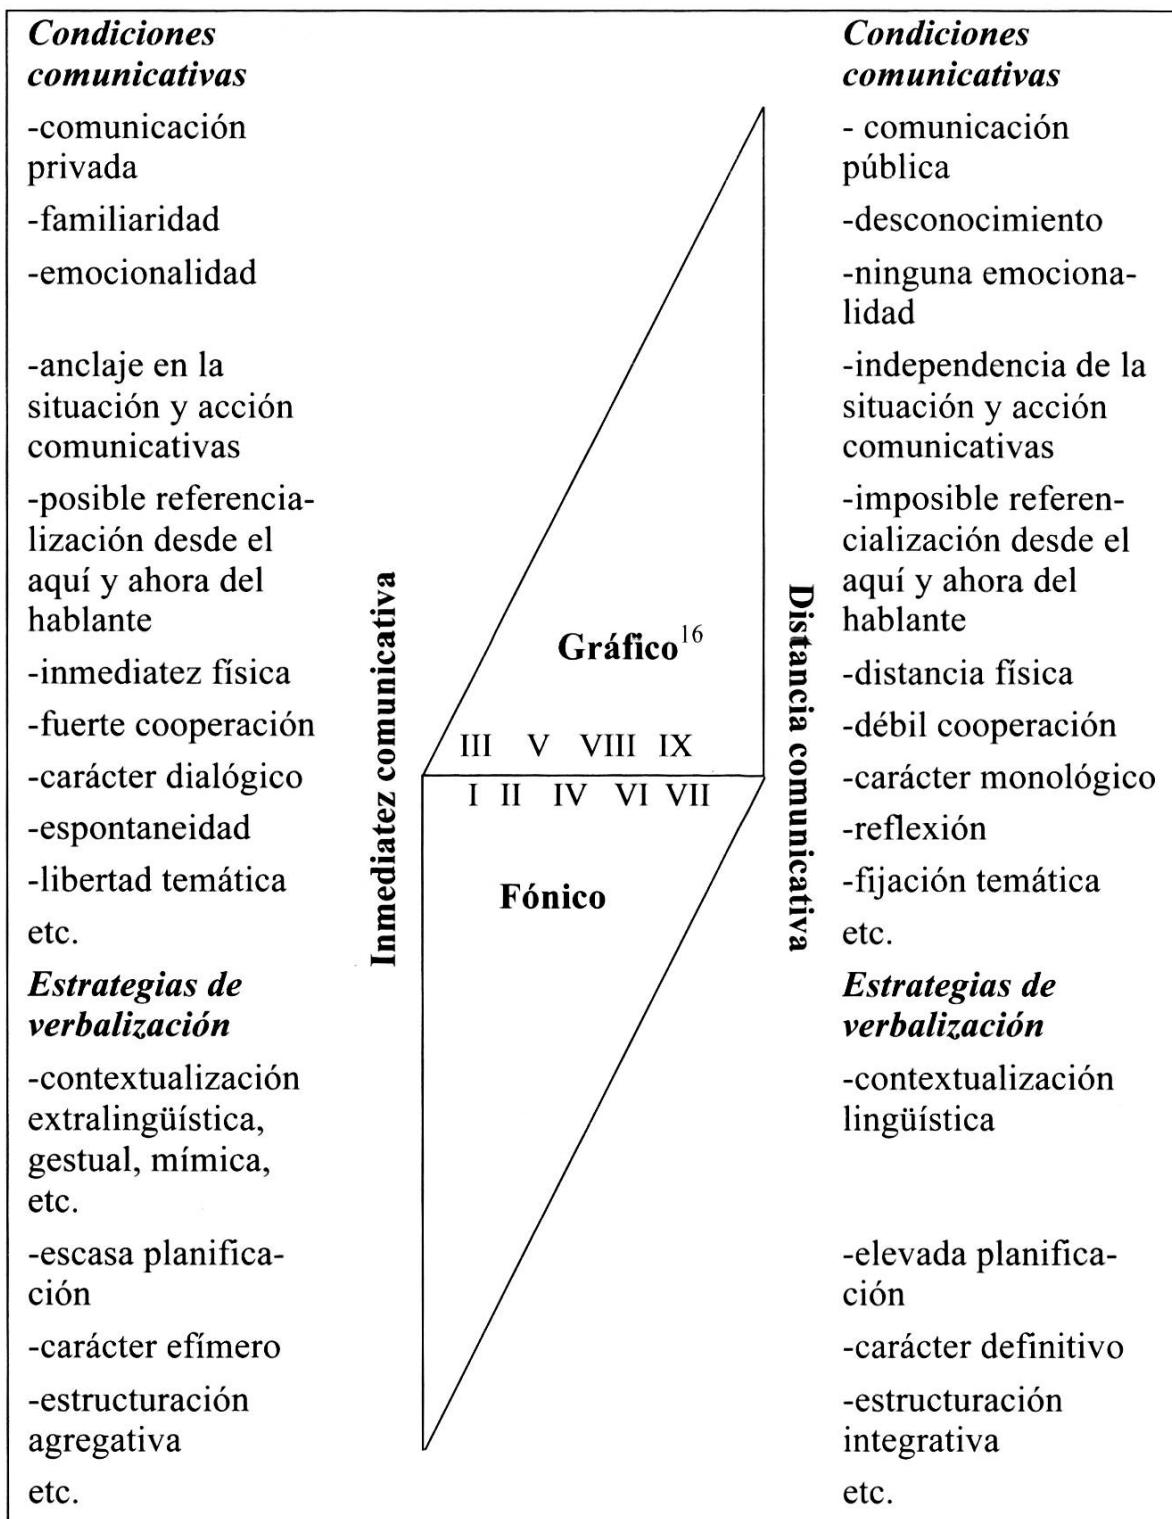 Condiciones
comunicativas
-comunicación
privada
-familiaridad
-emocionalidad
-anclaje en la
situación y acción
comunicativas
-posible referencia-
lización desde el
aquí y ahora del
hablante
-inmediatez física
-fuerte cooperación
-carácter dialógico
-espontaneidad
-libertad temática
etc.
Estrategias de
verbalización
-contextualización
extralingüística,
gestual, mímica,
etc.
-escasa planifica-
ción
-carácter efímero
-estructuración
agregativa
etc.
Inmediatez comunicativa
Gráfico16
III V VIII IX
I II IV VI VII
Fónico
Distancia comunicativa
Condiciones
comunicativas
- comunicación
pública
-desconocimiento
-ninguna emociona-
lidad
-independencia de la
situación y acción
comunicativas
-imposible referen-
cialización desde el
aquí y ahora del
hablante
-distancia física
-débil cooperación
-carácter monológico
-reflexión
-fijación temática
etc.
Estrategias de
verbalización
-contextualización
lingüística
-elevada planifica-
ción
-carácter definitivo
-estructuración
integrativa
etc.